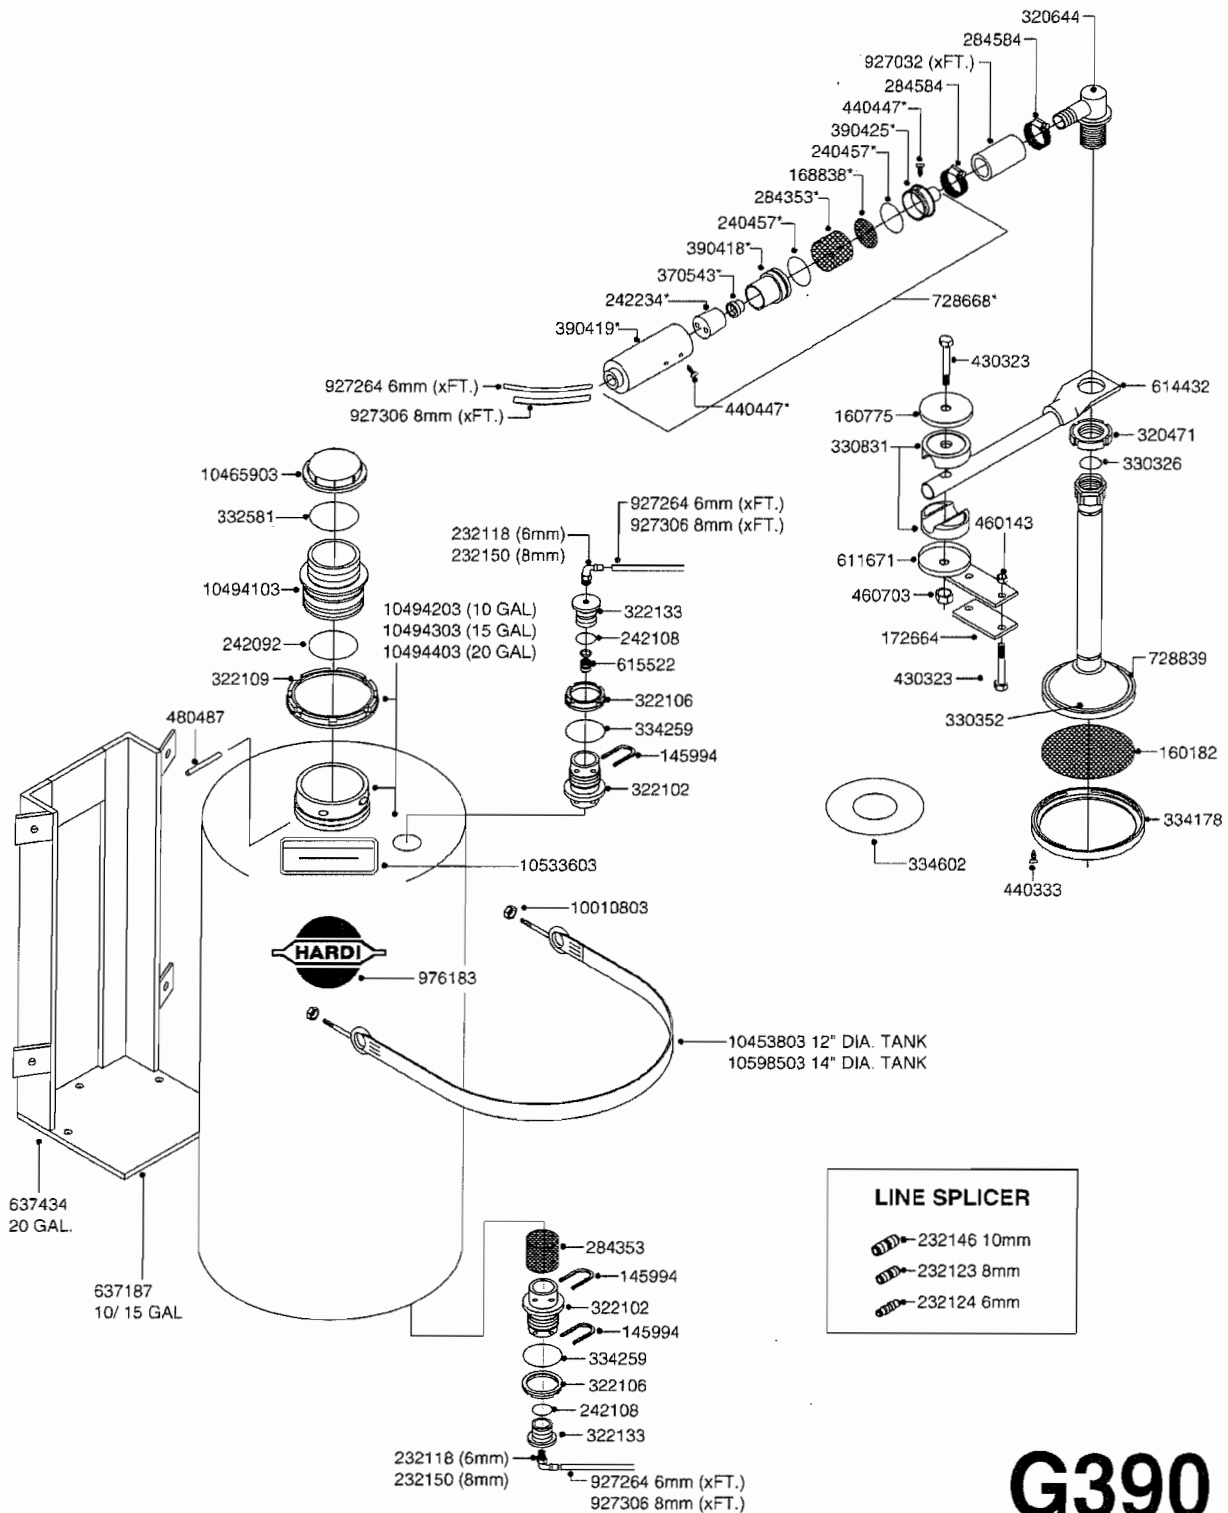 320644
284584
927032 (xFT.)
284584
440447*
390425*
240457*
168838*
284353*
240457*
390418*
370543*
242234*
390419*
728668*
927264 6mm (xFT.)
927306 8mm (xFT.)
440447*
430323
614432
160775
320471
330831
330326
460143
611671
460703
172664
430323
728839
330352
160182
334178
334602
440333
10465903
332581
10494103
242092
322109
480487
10494203 (10 GAL)
10494303 (15 GAL)
10494403 (20 GAL)
927264 6mm (xFT.)
927306 8mm (xFT.)
232118 (6mm)
232150 (8mm)
322133
242108
615522
322106
334259
145994
322102
10533603
10010803
HARDI
976183
10453803 12" DIA. TANK
10598503 14" DIA. TANK
637434
20 GAL.
637187
10/ 15 GAL
284353
145994
322102
145994
334259
322106
242108
322133
232118 (6mm)
232150 (8mm)
927264 6mm (xFT.)
927306 8mm (xFT.)
LINE SPLICER
232146 10mm
232123 8mm
232124 6mm
G390